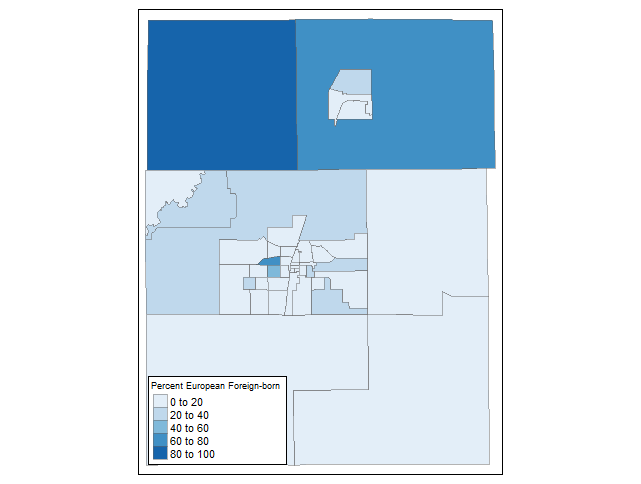 Percent European Foreign-born
0 to 20
20 to 40
40 to 60
60 to 80
80 to 100